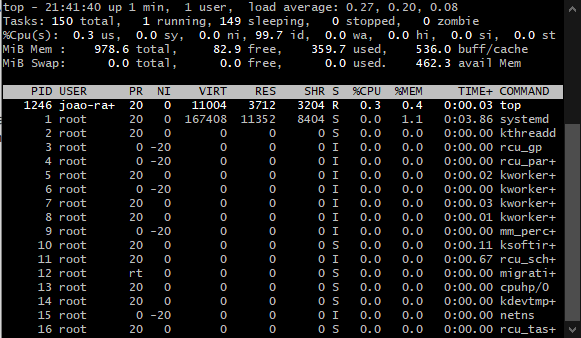 top - 21:41:40 up 1 min,  1 user,  load average: 0.27, 0.20, 0.08
Tasks: 150 total,   1 running, 149 sleeping,   0 stopped,   0 zombie
%Cpu(s):  0.3 us,  0.0 sy,  0.0 ni, 99.7 id,  0.0 wa,  0.0 hi,  0.0 si,  0.0 st
MiB Mem :    978.6 total,     82.9 free,    359.7 used,    536.0 buff/cache
MiB Swap:      0.0 total,      0.0 free,      0.0 used.    462.3 avail Mem
PID USER      PR  NI    VIRT    RES    SHR S  %CPU  %MEM     TIME+ COMMAND
1246 joao-ra+  20   0   11004   3712   3204 R   0.3   0.4   0:00.03 top
1 root      20   0  167408  11352   8404 S   0.0   1.1   0:03.86 systemd
2 root      20   0       0      0      0 S   0.0   0.0   0:00.00 kthreadd
3 root       0 -20       0      0      0 I   0.0   0.0   0:00.00 rcu_gp
4 root       0 -20       0      0      0 I   0.0   0.0   0:00.00 rcu_par+
5 root      20   0       0      0      0 I   0.0   0.0   0:00.02 kworker+
6 root       0 -20       0      0      0 I   0.0   0.0   0:00.00 kworker+
7 root      20   0       0      0      0 I   0.0   0.0   0:00.03 kworker+
8 root      20   0       0      0      0 I   0.0   0.0   0:00.01 kworker+
9 root       0 -20       0      0      0 I   0.0   0.0   0:00.00 mm_perc+
10 root      20   0       0      0      0 S   0.0   0.0   0:00.11 ksoftir+
11 root      20   0       0      0      0 I   0.0   0.0   0:00.67 rcu_sch+
12 root      rt   0       0      0      0 S   0.0   0.0   0:00.00 migrati+
13 root      20   0       0      0      0 S   0.0   0.0   0:00.00 cpuhp/0
14 root      20   0       0      0      0 S   0.0   0.0   0:00.00 kdevtmp+
15 root       0 -20       0      0      0 I   0.0   0.0   0:00.00 netns
16 root      20   0       0      0      0 S   0.0   0.0   0:00.00 rcu_tas+